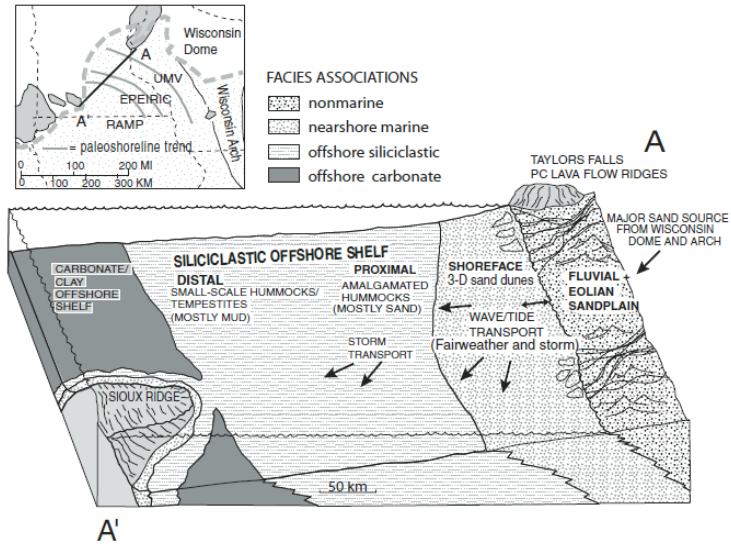 Wisconsin
Dome
A
UMV
EPEIRIC
A'
RAMP
Wisconsin Arch
= paleoshoreline trend
0 100 200 MI
0 100 200 300 KM
FACIES ASSOCIATIONS
nonmarine
nearshore marine
offshore siliciclastic
offshore carbonate
A
TAYLORS FALLS
PC LAVA FLOW RIDGES
MAJOR SAND SOURCE
FROM WISCONSIN
DOME AND ARCH
CARBONATE/
CLAY
OFFSHORE
SHELF
SILICICLASTIC OFFSHORE SHELF
DISTAL
SMALL-SCALE HUMMOCKS/
TEMPESTITES
(MOSTLY MUD)
PROXIMAL
AMALGAMATED
HUMMOCKS
(MOSTLY SAND)
STORM
TRANSPORT
SHOREFACE
3-D sand dunes
WAVE/TIDE
TRANSPORT
(Fairweather and storm)
FLUVIAL +
EOLIAN
SANDPLAIN
SIOUX RIDGE
50 km
A'